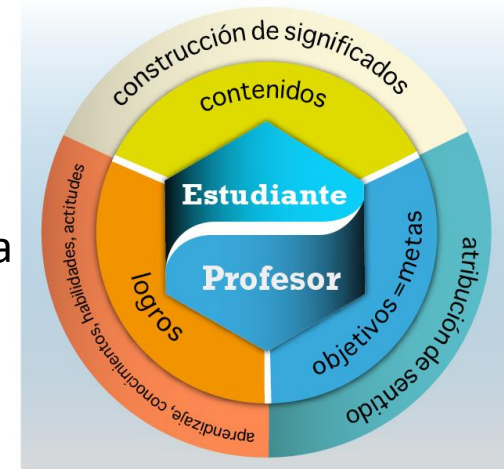 construcción de significados
contenidos
Estudiante
Profesor
a
logros
objetivos =metas
aprendizaje, conocimientos, habilidades, actitudes
atribución de sentido